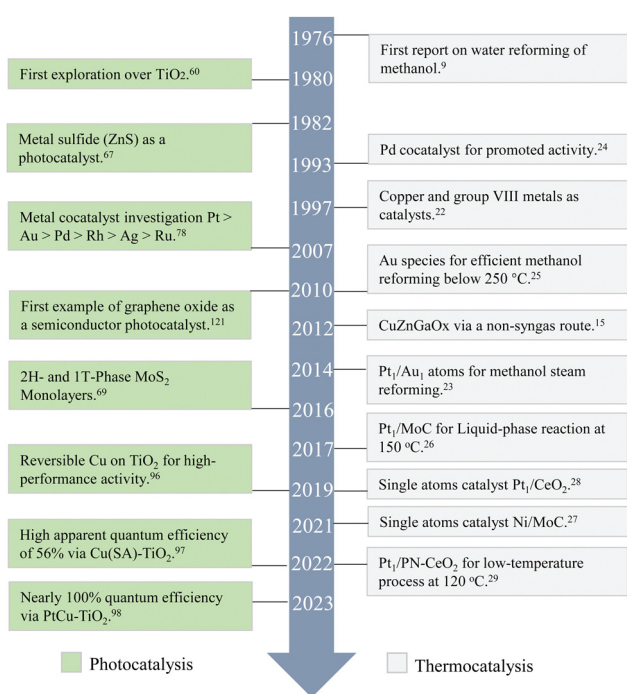 1976
First report on water reforming of
methanol.⁹
First exploration over TiO₂.⁶⁰
1980
1982
Metal sulfide (ZnS) as a
photocatalyst.⁶⁷
Pd cocatalyst for promoted activity.²⁴
1993
Copper and group VIII metals as
catalysts.²²
1997
Metal cocatalyst investigation Pt >
Au > Pd > Rh > Ag > Ru.⁷⁸
2007
Au species for efficient methanol
reforming below 250 °C.²⁵
2010
First example of graphene oxide as
a semiconductor photocatalyst.¹²¹
2012
CuZnGaOx via a non-syngas route.¹⁵
2014
Pt₁/Au₁ atoms for methanol steam
reforming.²³
2H- and 1T-Phase MoS₂
Monolayers.⁶⁹
2016
Pt₁/MoC for Liquid-phase reaction at
150 °C.²⁶
2017
Reversible Cu on TiO₂ for high-
performance activity.⁹⁶
2019
Single atoms catalyst Pt₁/CeO₂.²⁸
2021
Single atoms catalyst Ni/MoC.²⁷
High apparent quantum efficiency
of 56% via Cu(SA)-TiO₂.⁹⁷
2022
Pt₁/PN-CeO₂ for low-temperature
process at 120 °C.²⁹
Nearly 100% quantum efficiency
via PtCu-TiO₂.⁹⁸
2023
Photocatalysis
Thermocatalysis